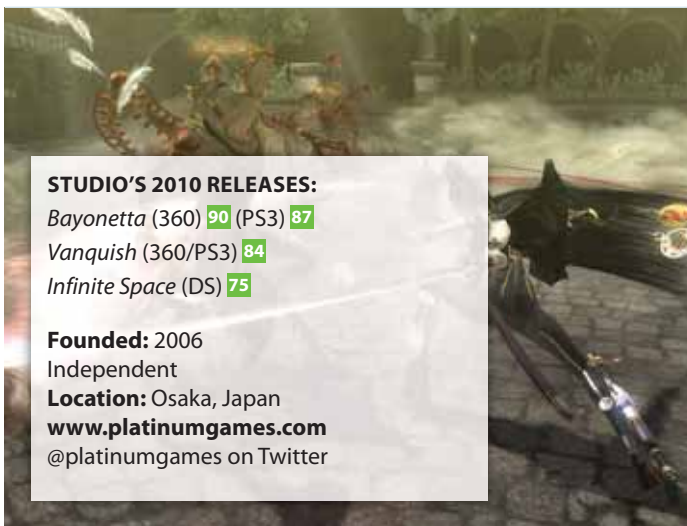 STUDIO'S 2010 RELEASES:
Bayonetta (360) 90 (PS3) 87
Vanquish (360/PS3) 84
Infinite Space (DS) 75
Founded: 2006
Independent
Location: Osaka, Japan
www.platinumgames.com
@platinumgames on Twitter